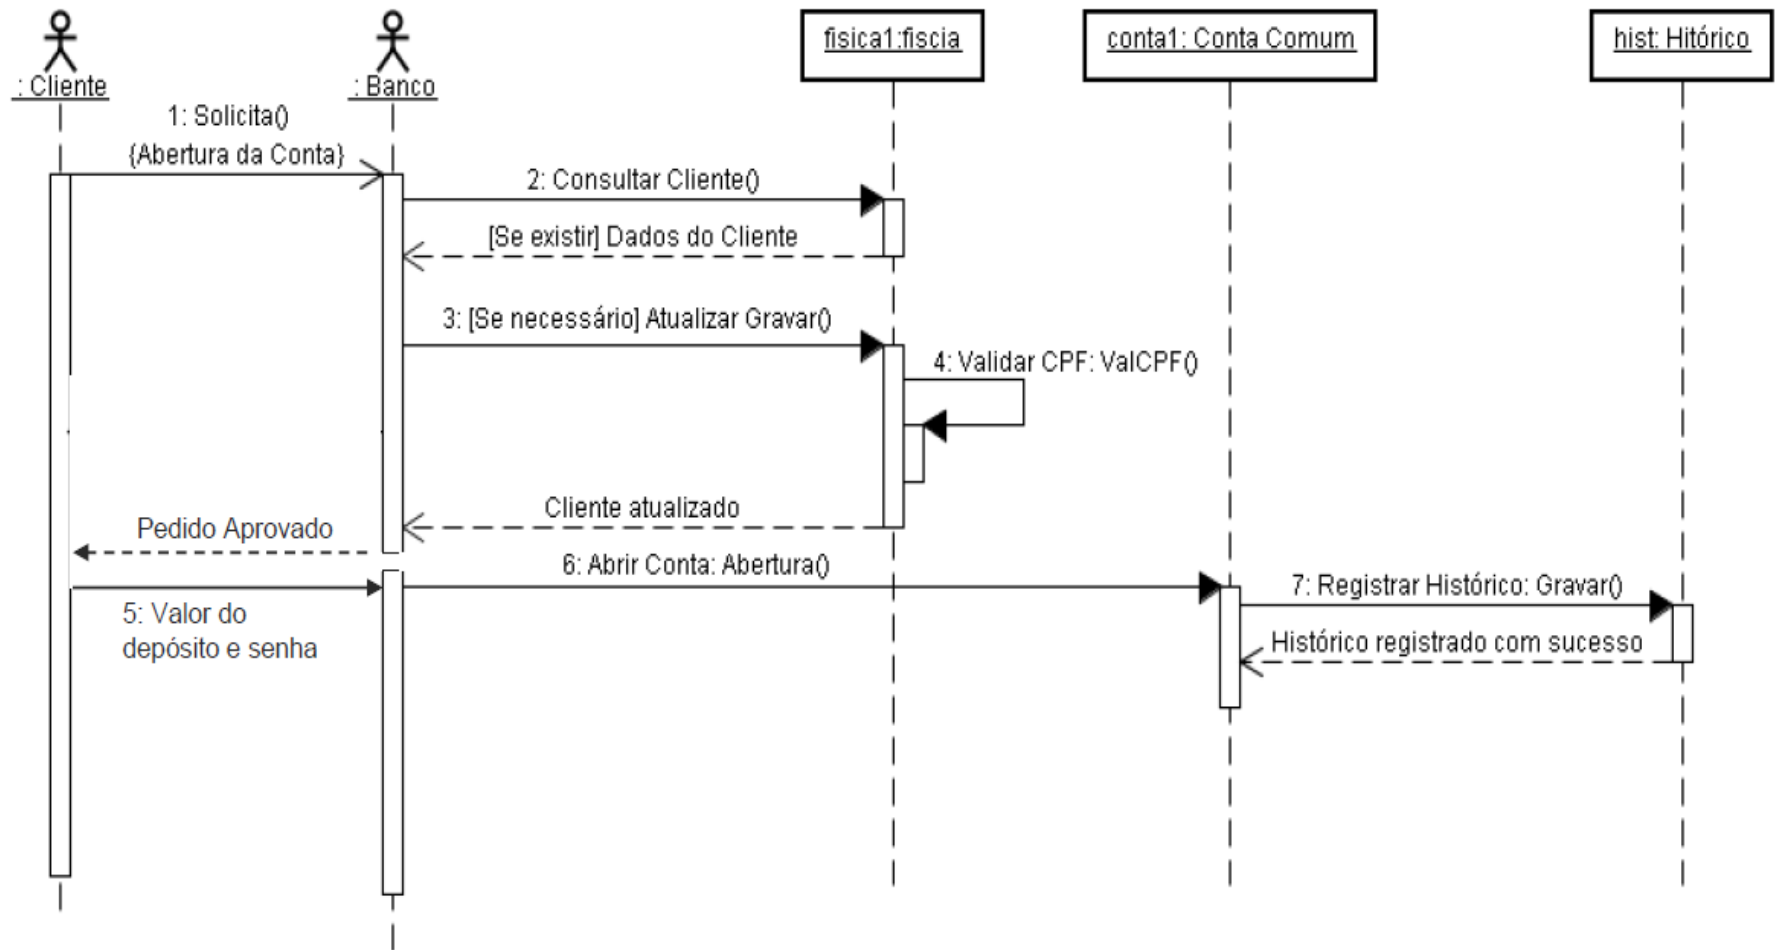 : Cliente
: Banco
fisica1:fiscia
conta1: Conta Comum
hist: Hitórico
1: Solicita()
{Abertura da Conta}
2: Consultar Cliente()
[Se existir] Dados do Cliente
3: [Se necessário] Atualizar Gravar()
4: Validar CPF: ValCPF()
Cliente atualizado
Pedido Aprovado
5: Valor do
depósito e senha
6: Abrir Conta: Abertura()
7: Registrar Histórico: Gravar()
Histórico registrado com sucesso